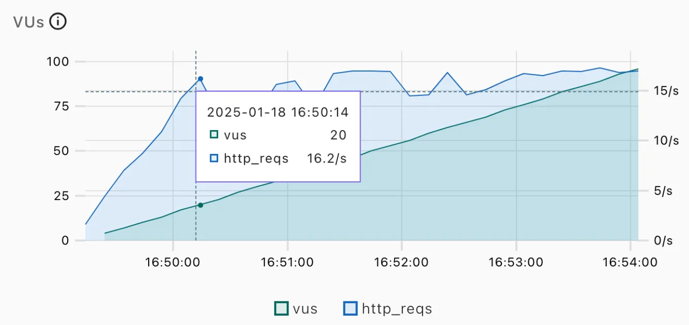 VUs
100
75
50
25
0
15/s
10/s
5/s
0/s
2025-01-18 16:50:14
vus 20
http_reqs 16.2/s
16:50:00 16:51:00 16:52:00 16:53:00 16:54:00
vus http_reqs